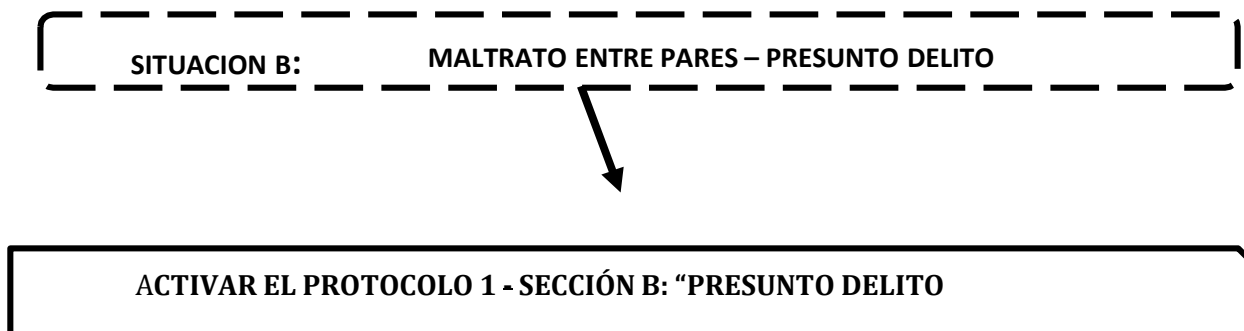 SITUACION B: MALTRATO ENTRE PARES – PRESUNTO DELITO
ACTIVAR EL PROTOCOLO 1 - SECCIÓN B: “PRESUNTO DELITO